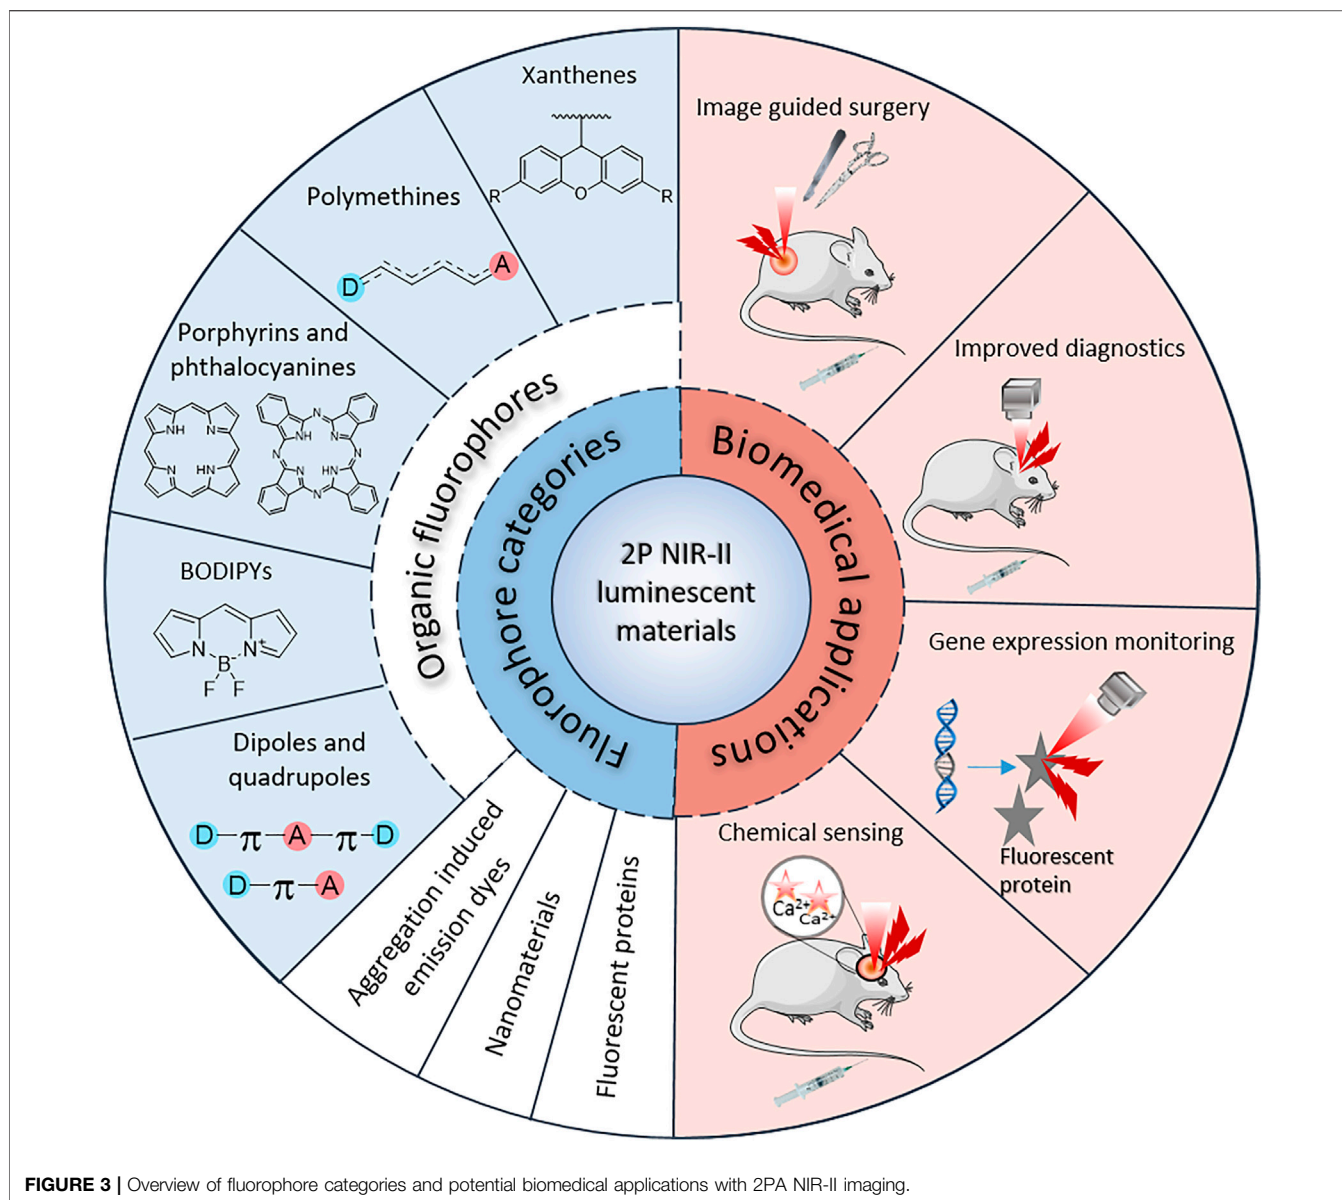 Xanthenes
R
O
R
Polymethines
D
A
Porphyrins and
phthalocyanines
NH
N
N
HN
N
N
N
NH
N
N
N
N
HN
N
N
N
BODIPYs
N
N+
B-
F
F
Dipoles and
quadrupoles
D π A π D
D π A
Aggregation induced
emission dyes
Nanomaterials
Fluorescent proteins
Organic fluorophores
Fluorophore categories
2P NIR-II
luminescent
materials
Biomedical applications
Image guided surgery
Improved diagnostics
Gene expression monitoring
Fluorescent
protein
Chemical sensing
Ca2+
Ca2+
FIGURE 3 | Overview of fluorophore categories and potential biomedical applications with 2PA NIR-II imaging.